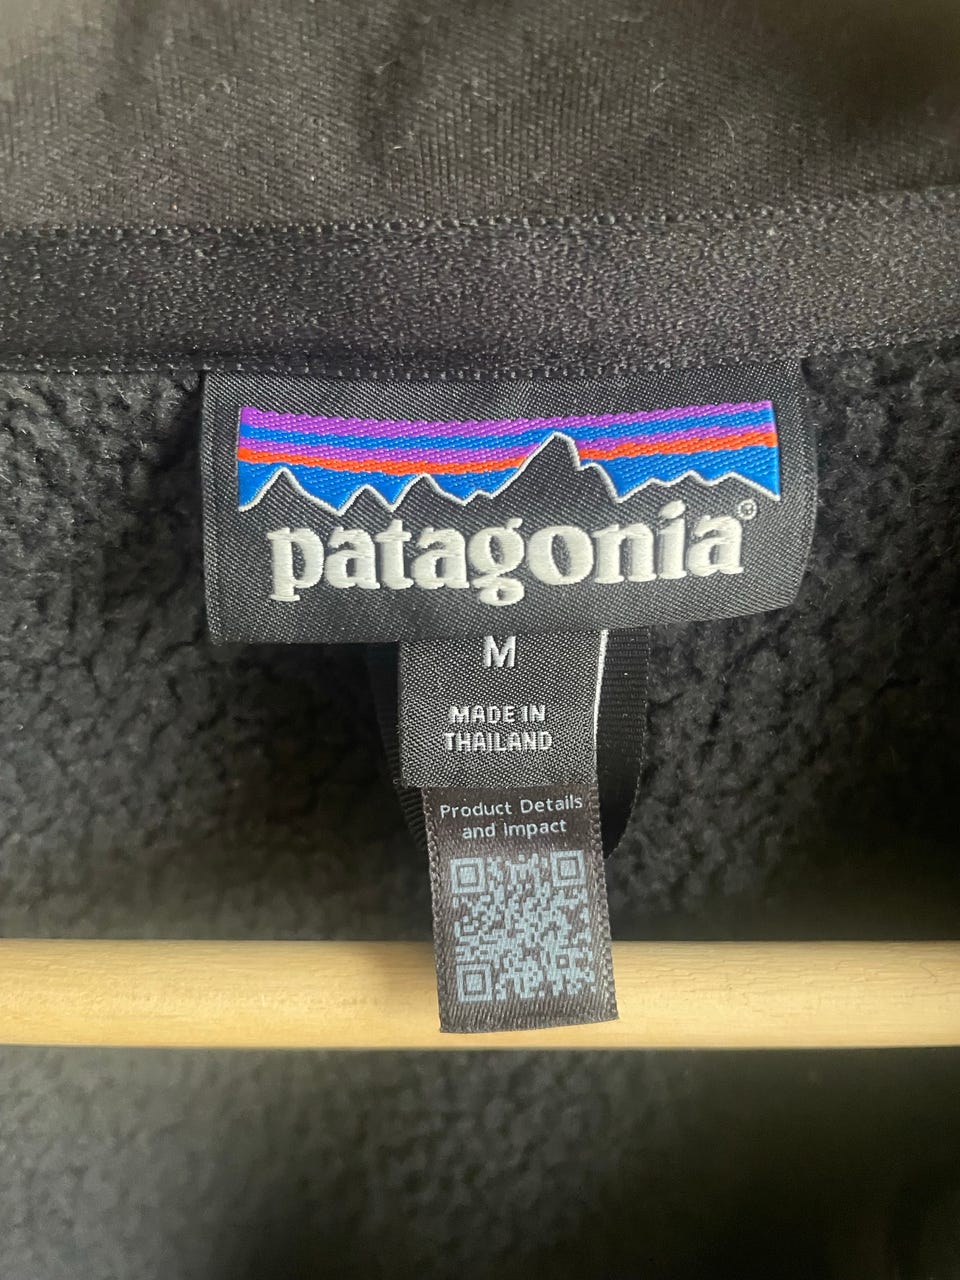 patagonia®
M
MADE IN
THAILAND
Product Details
and Impact